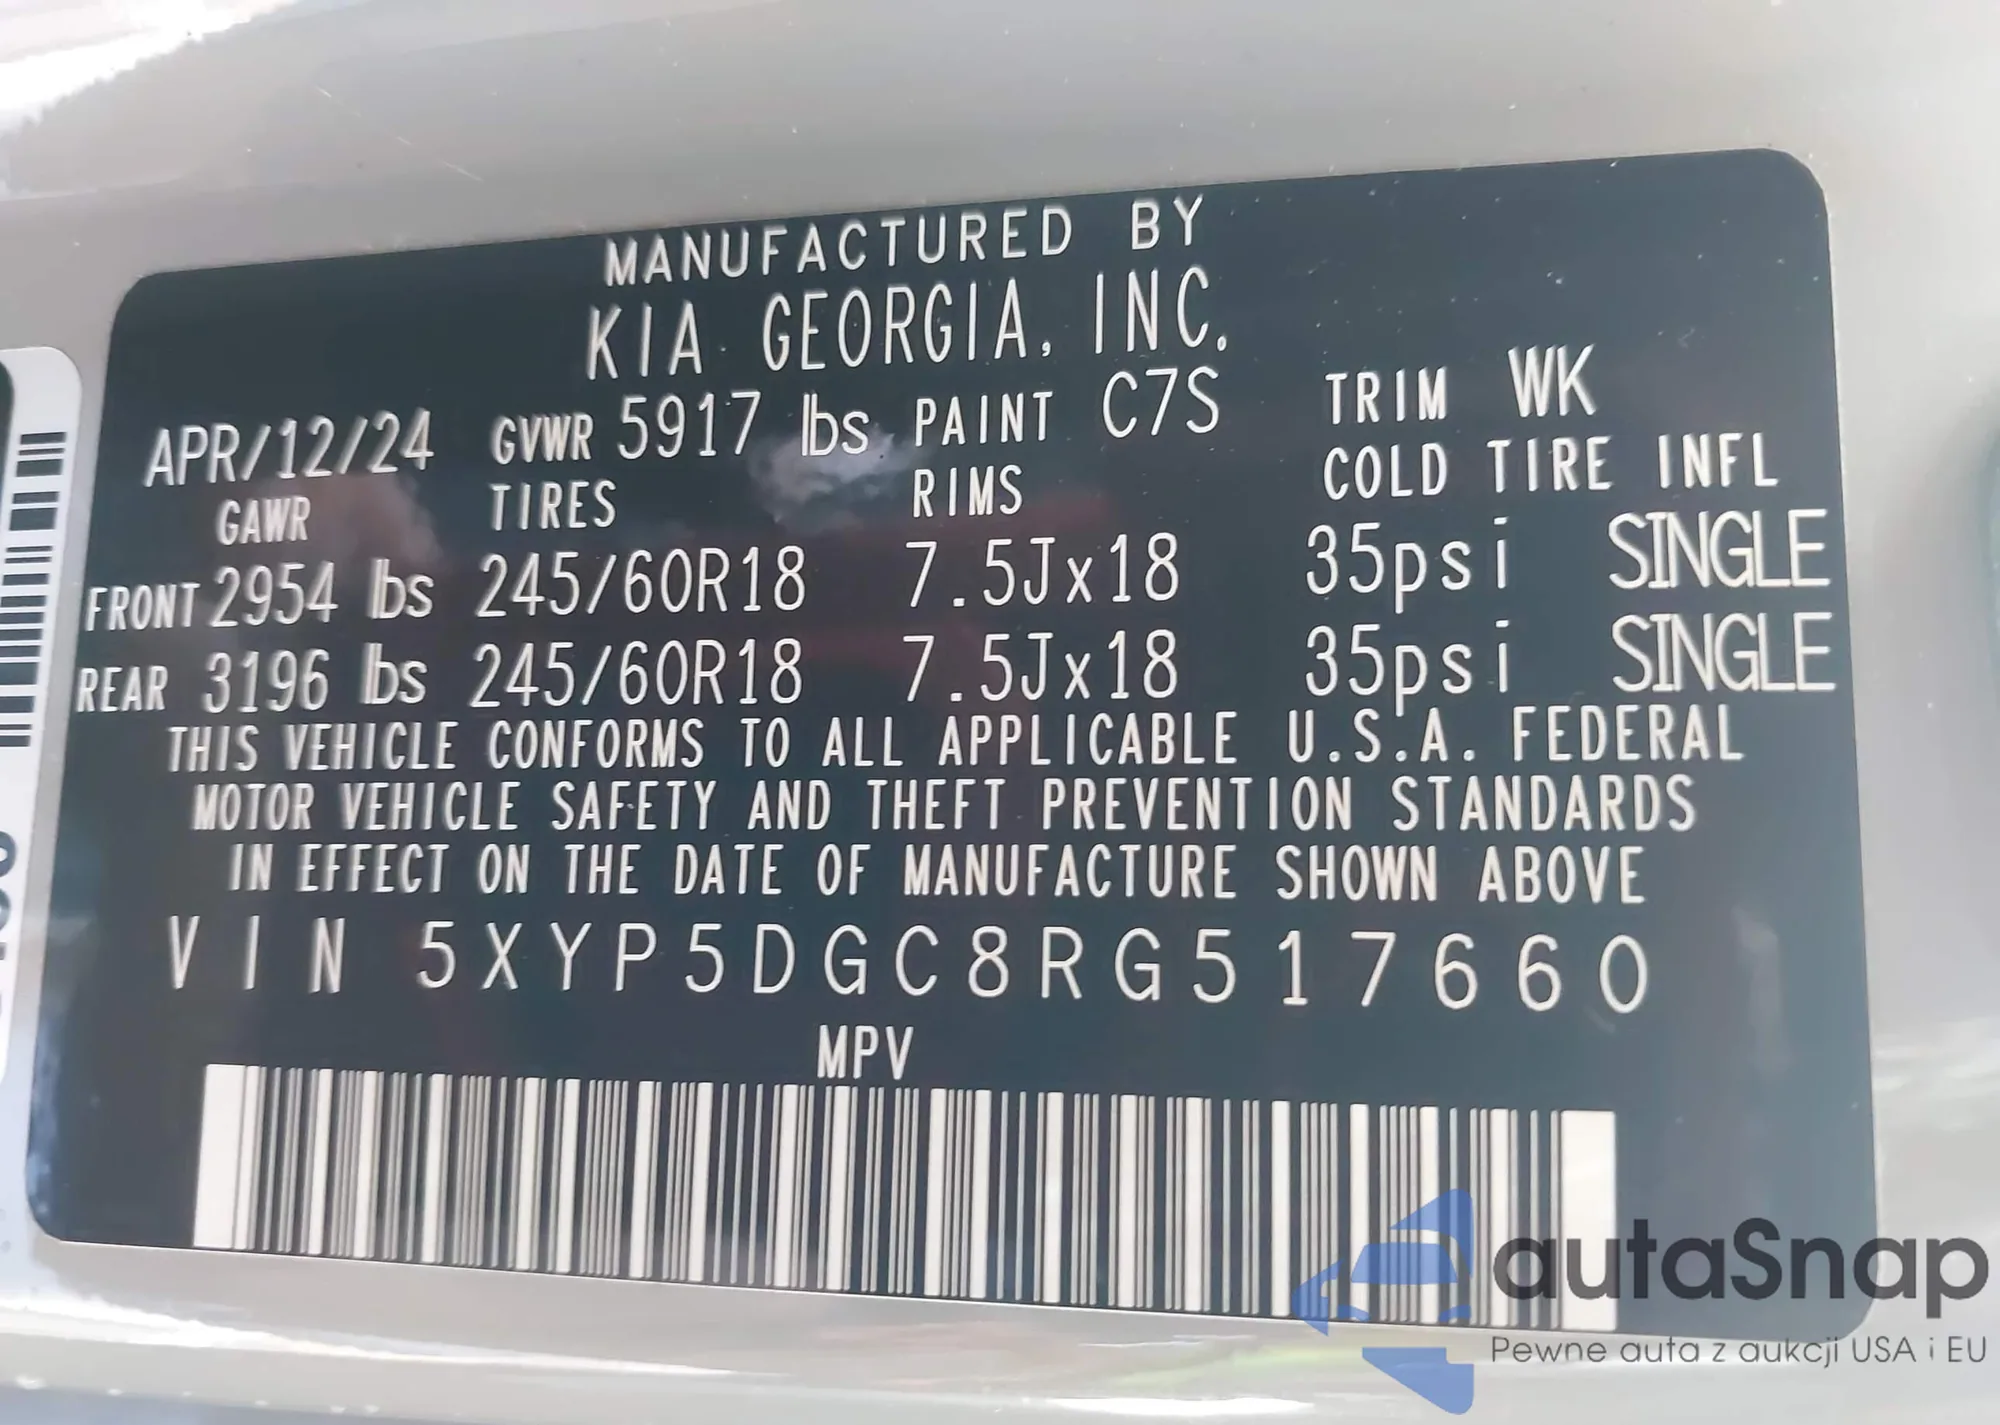 MANUFACTURED BY
KIA GEORGIA, INC.
APR/12/24 GVWR 5917 lbs PAINT C7S TRIM WK
GAWR TIRES RIMS COLD TIRE INFL
FRONT 2954 lbs 245/60R18 7.5Jx18 35psi SINGLE
REAR 3196 lbs 245/60R18 7.5Jx18 35psi SINGLE
THIS VEHICLE CONFORMS TO ALL APPLICABLE U.S.A. FEDERAL
MOTOR VEHICLE SAFETY AND THEFT PREVENTION STANDARDS
IN EFFECT ON THE DATE OF MANUFACTURE SHOWN ABOVE
VIN 5XYP5DGC8RG517660
MPV
autaSnap
Pewne auta z aukcji USA i EU